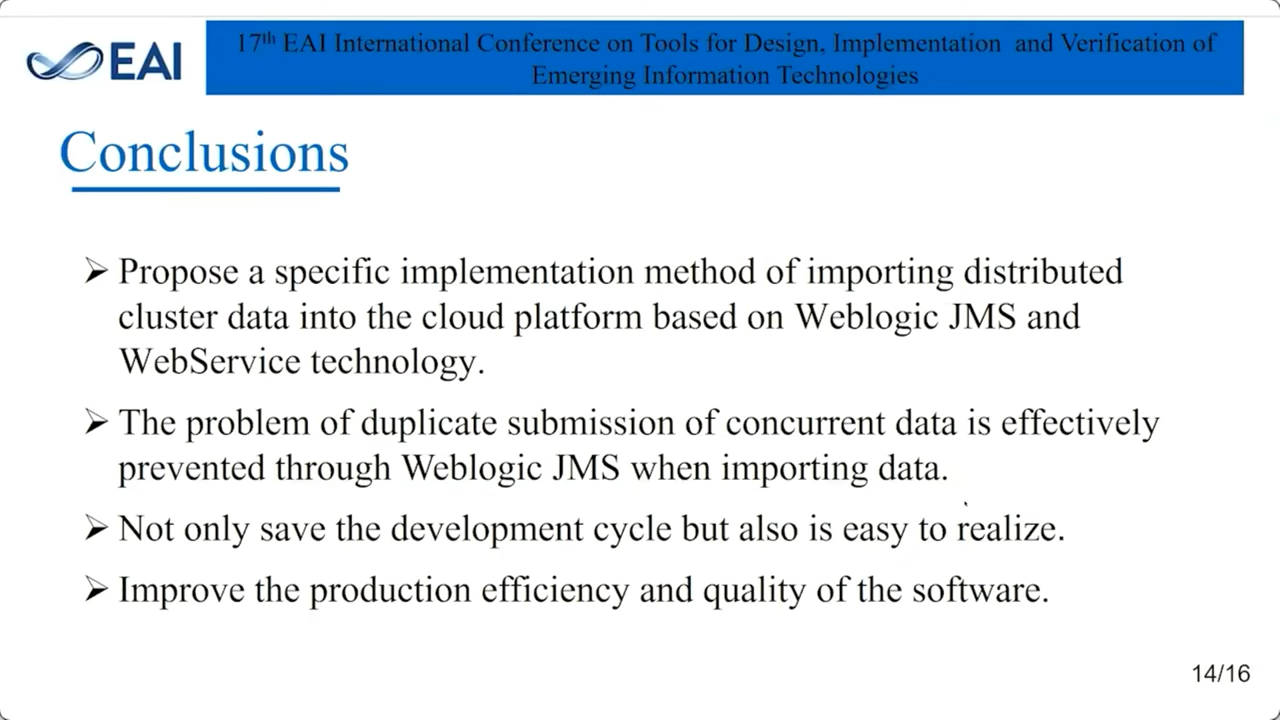 EAI
17th EAI International Conference on Tools for Design, Implementation and Verification of
Emerging Information Technologies
Conclusions
➢ Propose a specific implementation method of importing distributed
cluster data into the cloud platform based on Weblogic JMS and
WebService technology.
➢ The problem of duplicate submission of concurrent data is effectively
prevented through Weblogic JMS when importing data.
➢ Not only save the development cycle but also is easy to realize.
➢ Improve the production efficiency and quality of the software.
14/16